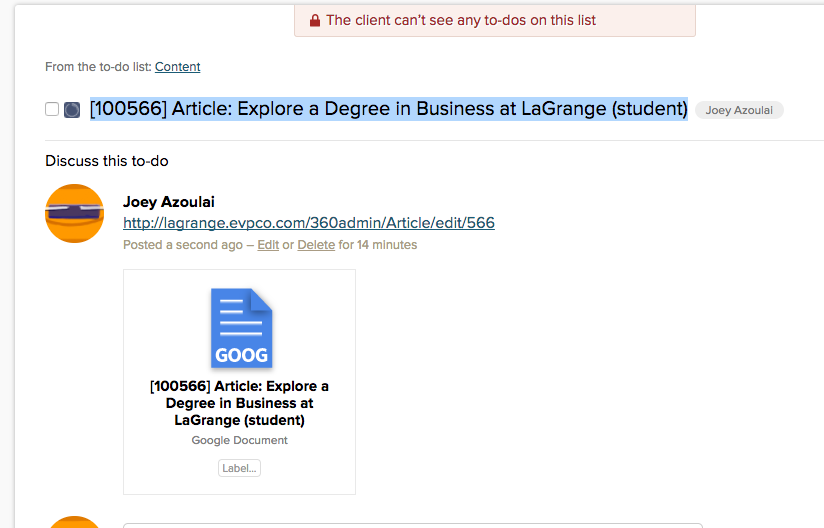 The client can't see any to-dos on this list
From the to-do list: Content
[100566] Article: Explore a Degree in Business at LaGrange (student) Joey Azoulai
Discuss this to-do
Joey Azoulai
http://lagrange.evpco.com/360admin/Article/edit/566
Posted a second ago – Edit or Delete for 14 minutes
GOOG
[100566] Article: Explore a
Degree in Business at
LaGrange (student)
Google Document
Label...